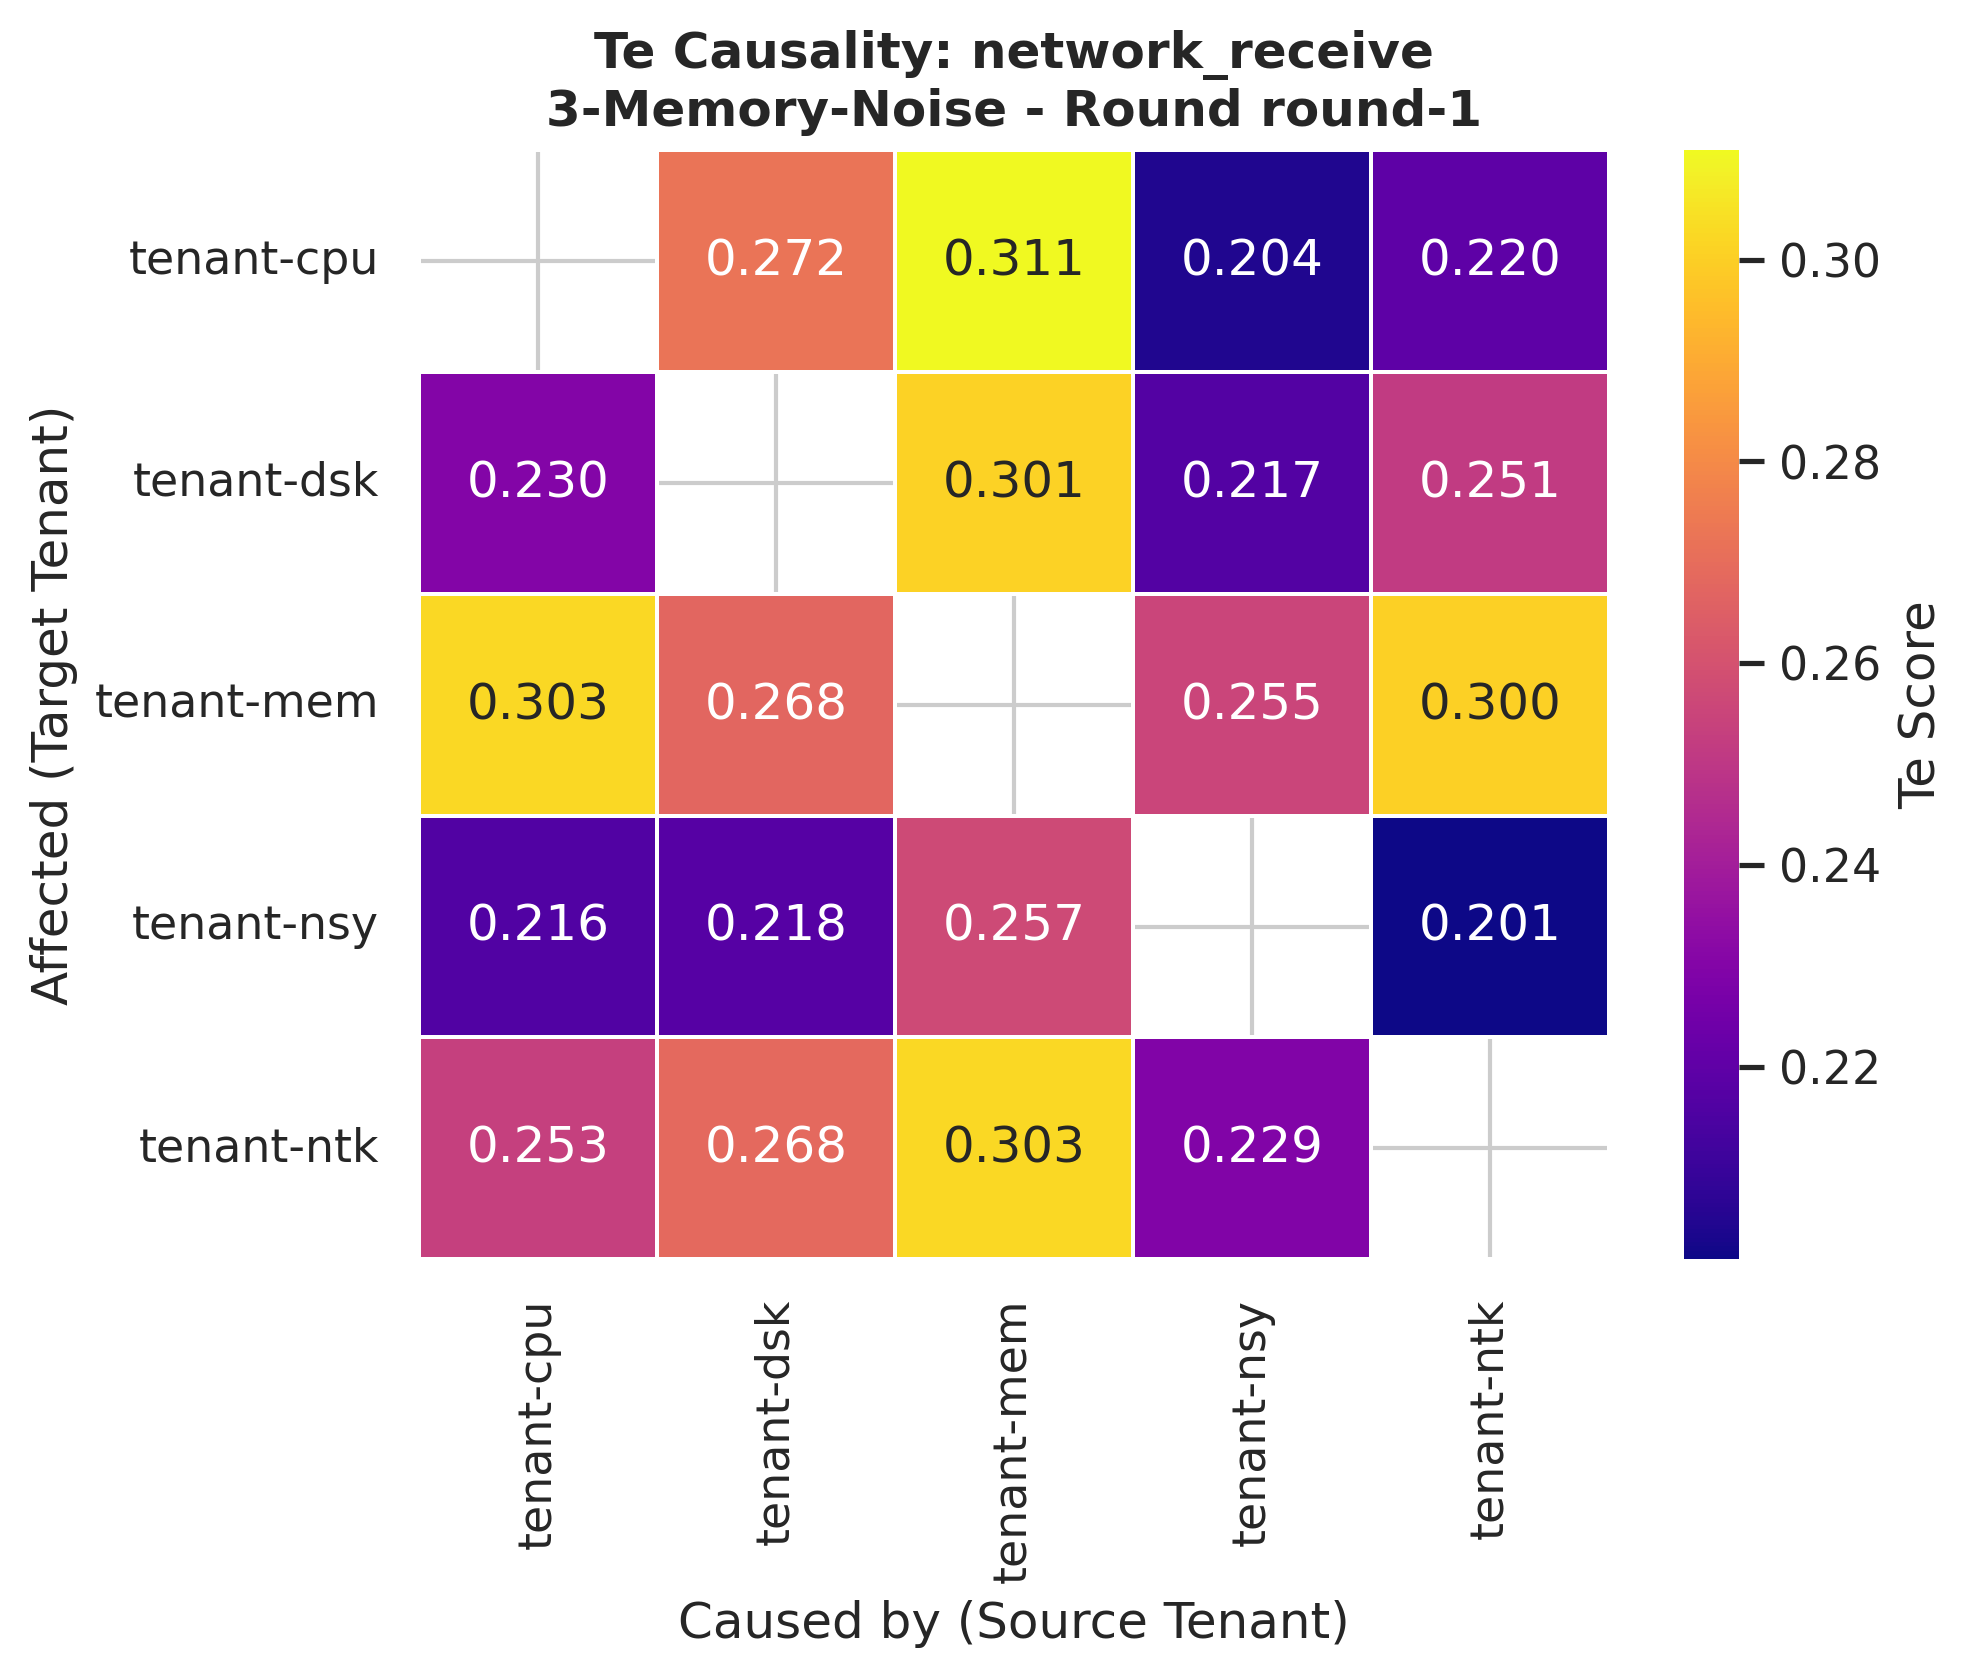 Te Causality: network_receive
3-Memory-Noise - Round round-1
Affected (Target Tenant)
tenant-cpu 0.272 0.311 0.204 0.220
tenant-dsk 0.230 0.301 0.217 0.251
tenant-mem 0.303 0.268 0.255 0.300
tenant-nsy 0.216 0.218 0.257 0.201
tenant-ntk 0.253 0.268 0.303 0.229
tenant-cpu tenant-dsk tenant-mem tenant-nsy tenant-ntk
Caused by (Source Tenant)
0.30
0.28
0.26
0.24
0.22
Te Score